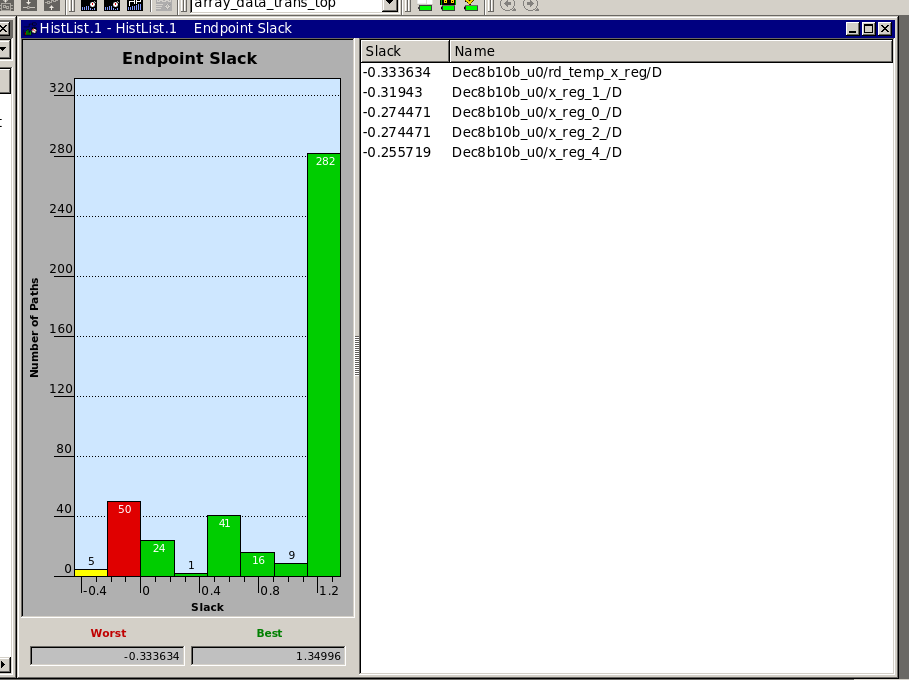 array_data_trans_top
HistList.1 - HistList.1 Endpoint Slack
Endpoint Slack
320
280
240
200
160
120
80
40
0
Number of Paths
5
50
24
1
41
16
9
282
-0.4
0
0.4
0.8
1.2
Slack
Worst
Best
-0.333634
1.34996
Slack Name
-0.333634 Dec8b10b_u0/rd_temp_x_reg/D
-0.31943 Dec8b10b_u0/x_reg_1_/D
-0.274471 Dec8b10b_u0/x_reg_0_/D
-0.274471 Dec8b10b_u0/x_reg_2_/D
-0.255719 Dec8b10b_u0/x_reg_4_/D